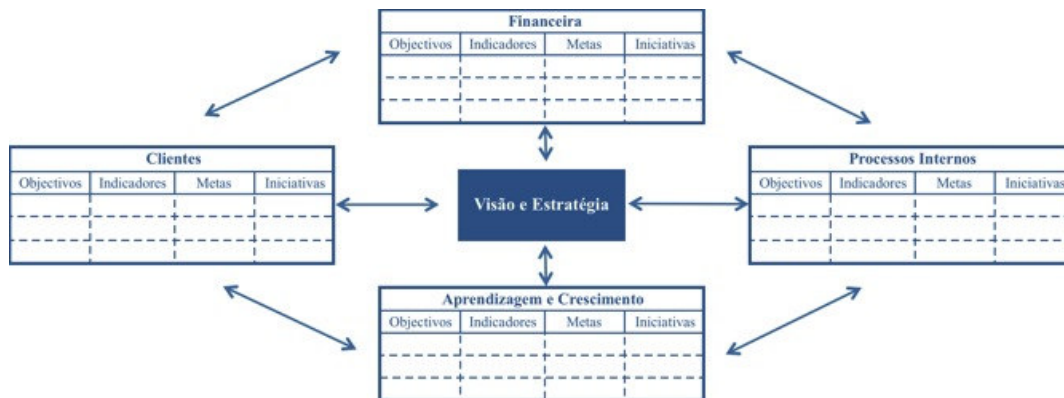 Financeira
Objectivos Indicadores Metas Iniciativas
Clientes
Objectivos Indicadores Metas Iniciativas
Visão e Estratégia
Processos Internos
Objectivos Indicadores Metas Iniciativas
Aprendizagem e Crescimento
Objectivos Indicadores Metas Iniciativas